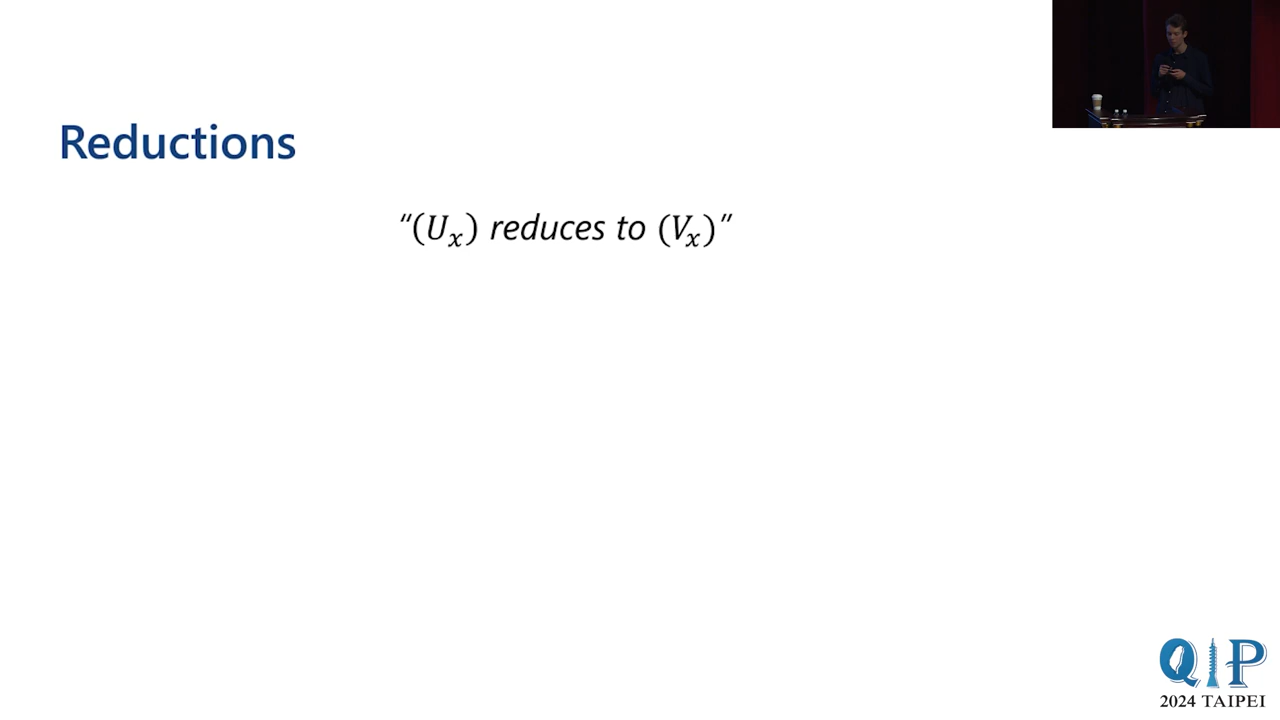 Reductions
“(Uₓ) reduces to (Vₓ)”
QIP
2024 TAIPEI